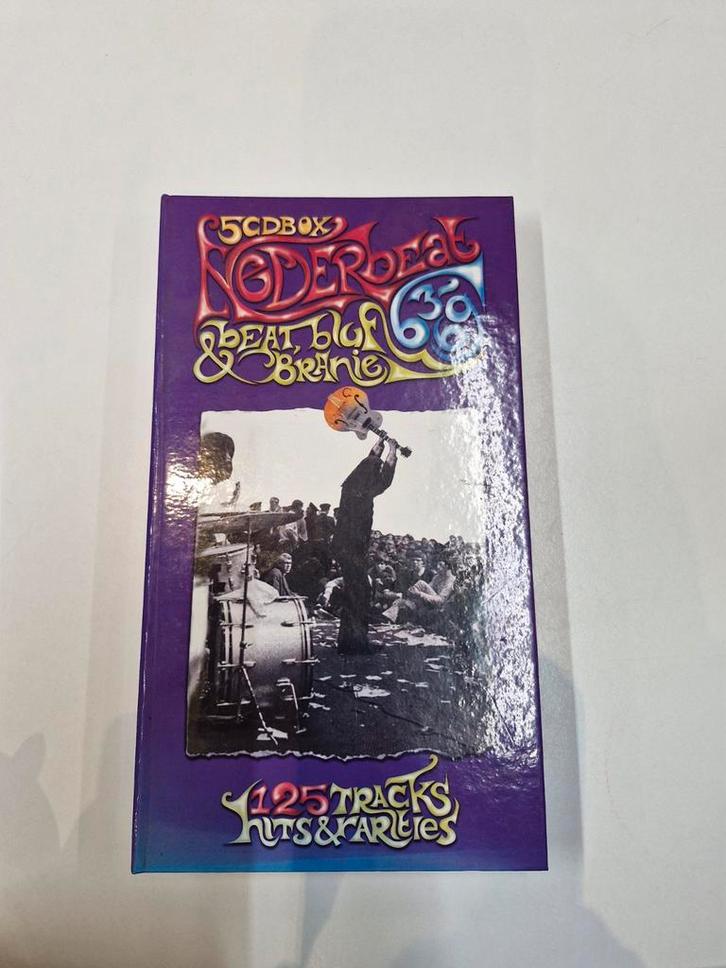 5CDBOX
NEDERbeat
63'69
beat, bluf
& BRAnie
125 TRACKS
hits & rarities